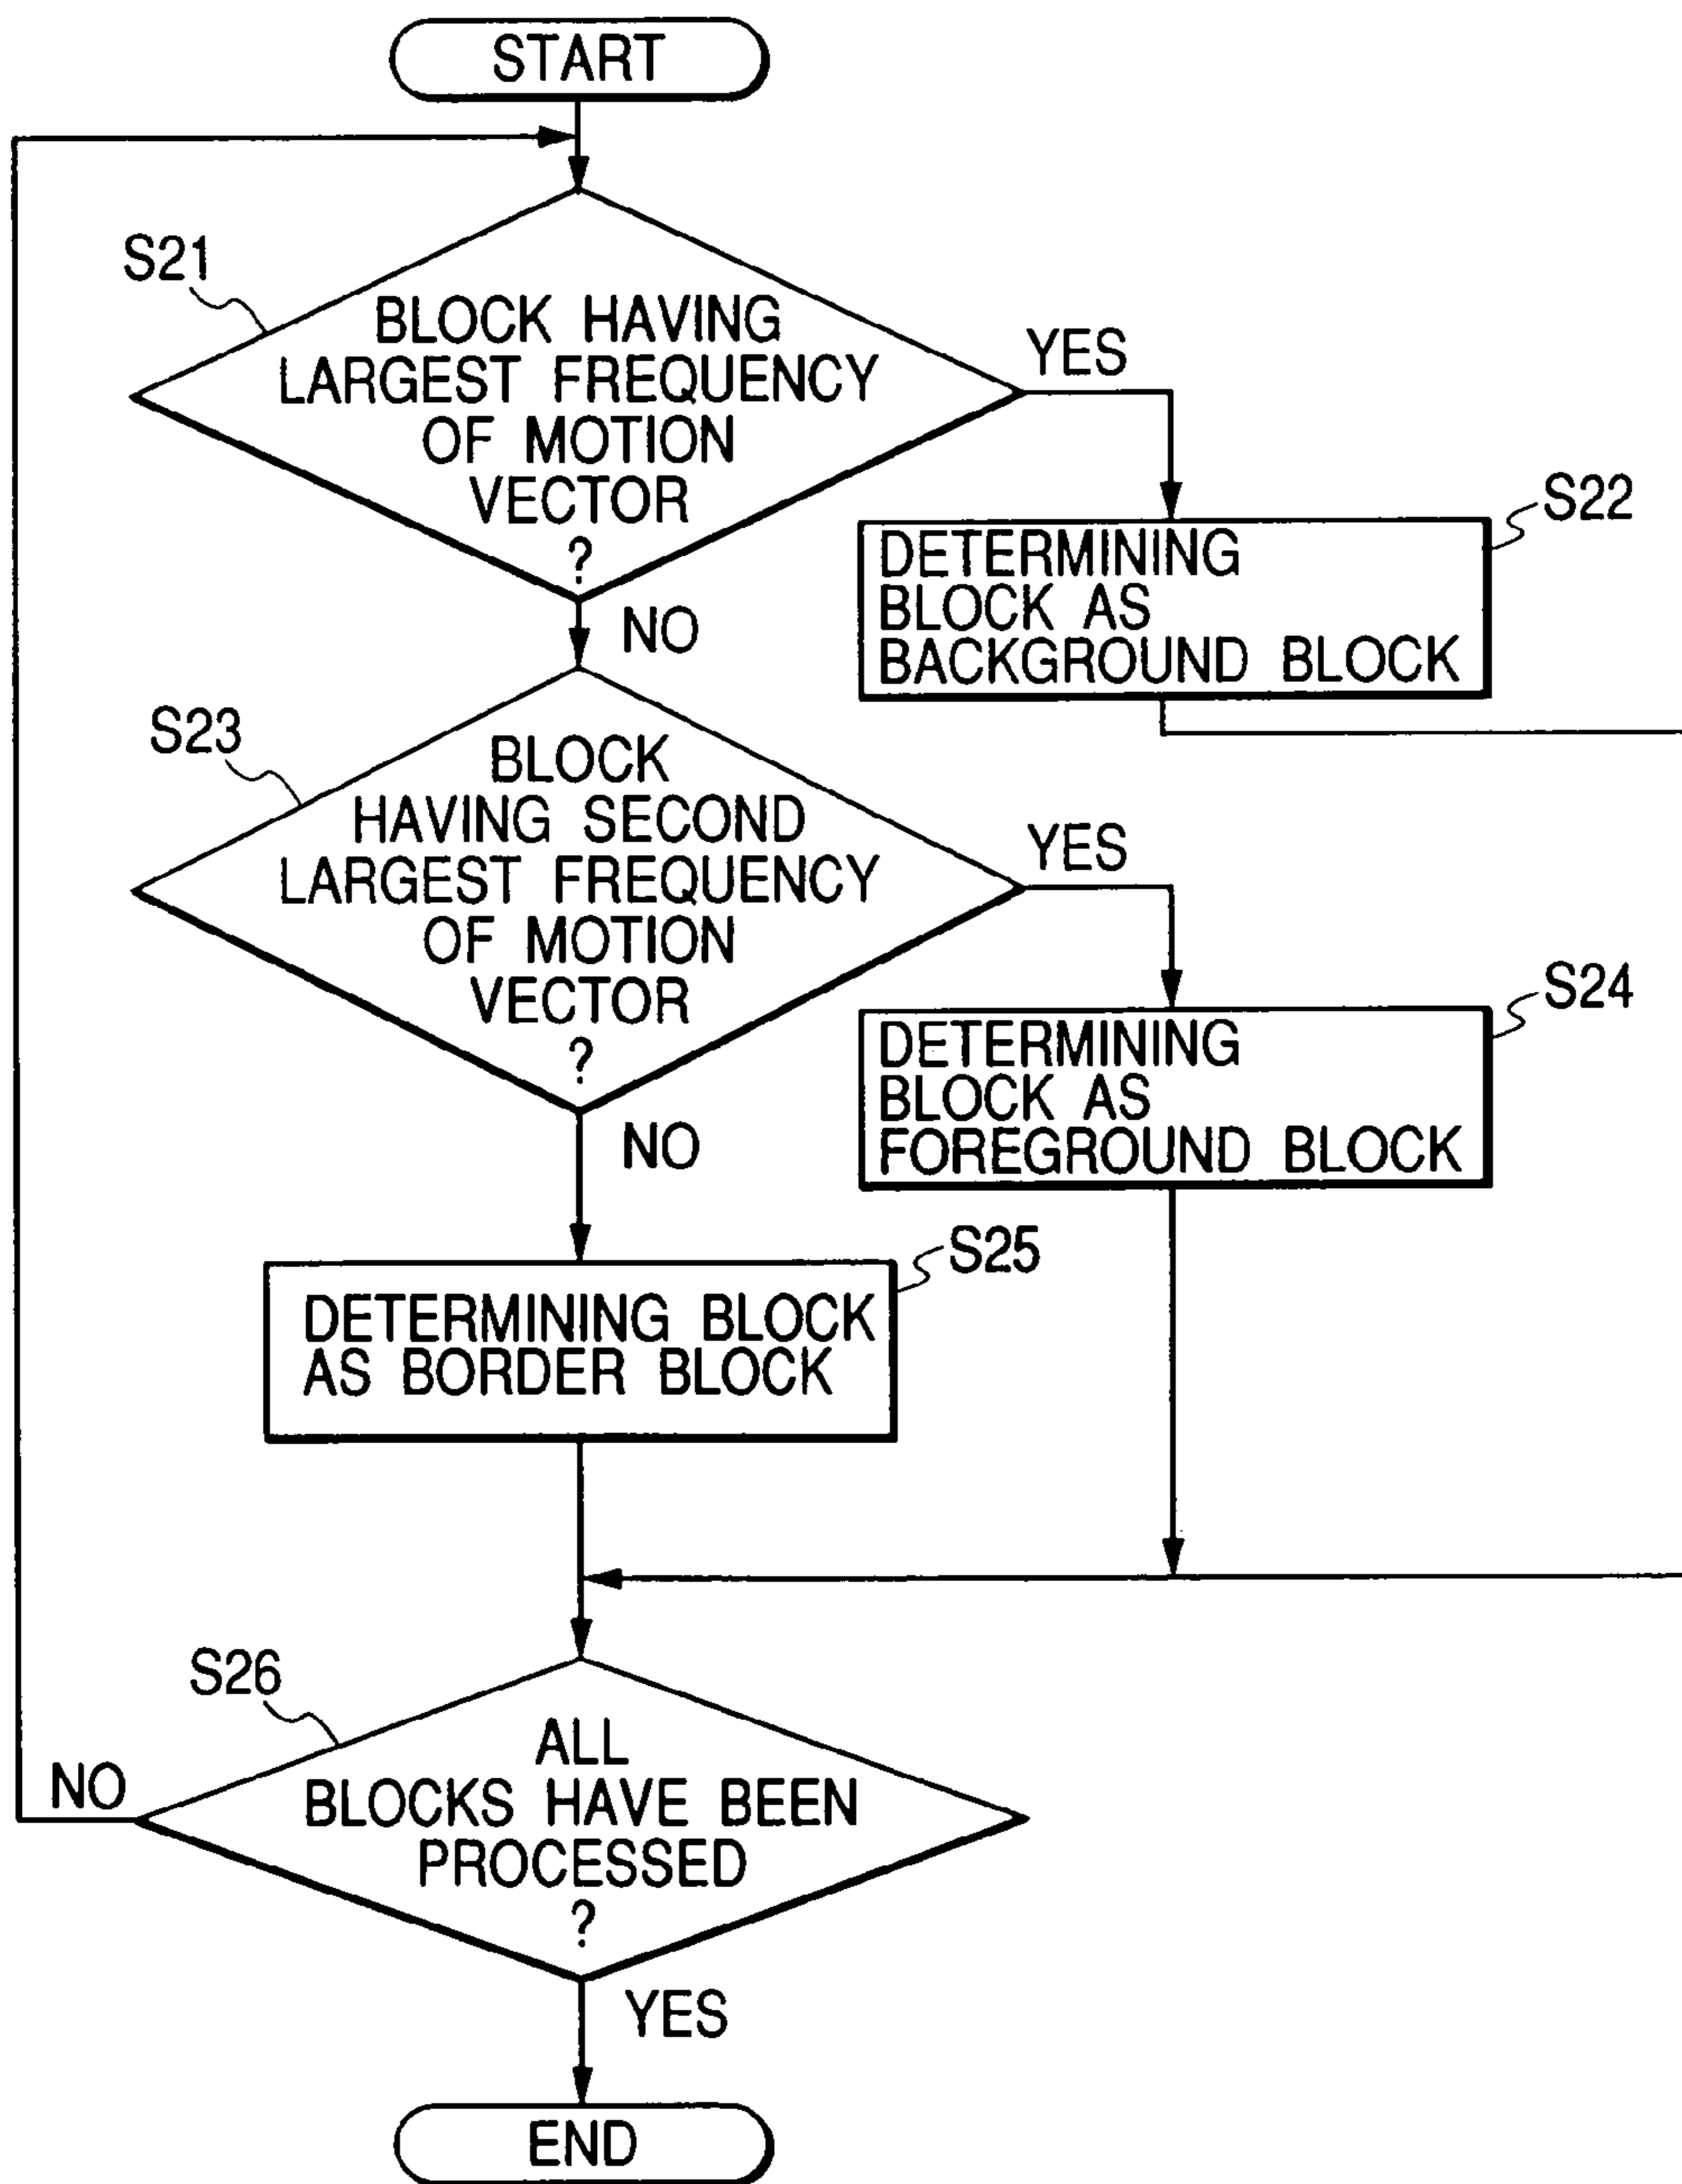 START
S21
BLOCK HAVING
LARGEST FREQUENCY
OF MOTION
VECTOR
?
YES
NO
S22
DETERMINING
BLOCK AS
BACKGROUND BLOCK
S23
BLOCK
HAVING SECOND
LARGEST FREQUENCY
OF MOTION
VECTOR
?
YES
NO
S24
DETERMINING
BLOCK AS
FOREGROUND BLOCK
S25
DETERMINING BLOCK
AS BORDER BLOCK
S26
ALL
BLOCKS HAVE BEEN
PROCESSED
?
NO
YES
END